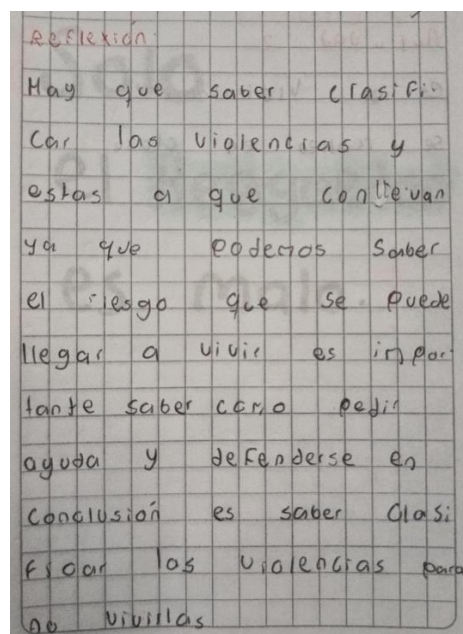 Reflexión:
Hay que saber clasifi-
car las violencias y
estas a que conllevan
ya que podemos saber
el riesgo que se puede
llegar a vivir es inpor
tante saber como pedir
ayuda y defenderse en
conclusión es saber clasi
ficar las violencias para
no vivirlas